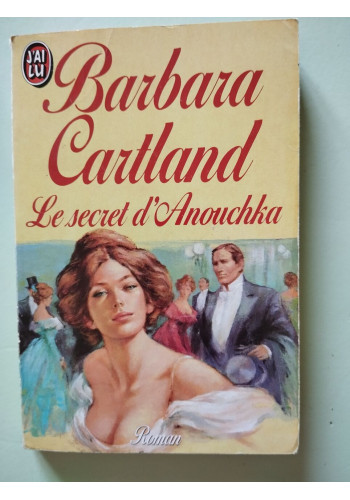 J'AI
LU
Barbara
Cartland
Le secret d'Anouchka
Roman